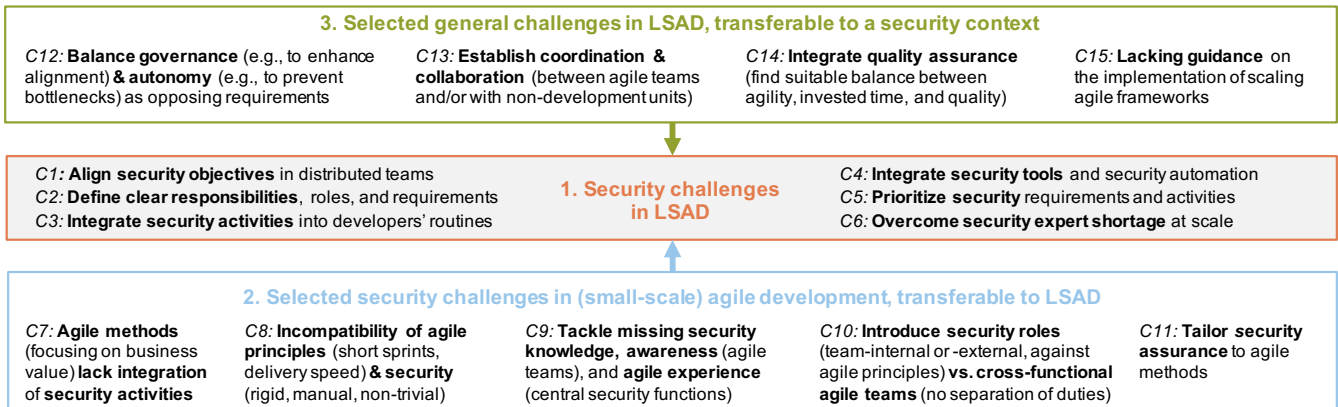 3. Selected general challenges in LSAD, transferable to a security context
C12: Balance governance (e.g., to enhance
alignment) & autonomy (e.g., to prevent
bottlenecks) as opposing requirements
C13: Establish coordination &
collaboration (between agile teams
and/or with non-development units)
C14: Integrate quality assurance
(find suitable balance between
agility, invested time, and quality)
C15: Lacking guidance on
the implementation of scaling
agile frameworks
C1: Align security objectives in distributed teams
C2: Define clear responsibilities, roles, and requirements
C3: Integrate security activities into developers' routines
1. Security challenges
in LSAD
C4: Integrate security tools and security automation
C5: Prioritize security requirements and activities
C6: Overcome security expert shortage at scale
2. Selected security challenges in (small-scale) agile development, transferable to LSAD
C7: Agile methods
(focusing on business
value) lack integration
of security activities
C8: Incompatibility of agile
principles (short sprints,
delivery speed) & security
(rigid, manual, non-trivial)
C9: Tackle missing security
knowledge, awareness (agile
teams), and agile experience
(central security functions)
C10: Introduce security roles
(team-internal or -external, against
agile principles) vs. cross-functional
agile teams (no separation of duties)
C11: Tailor security
assurance to agile
methods